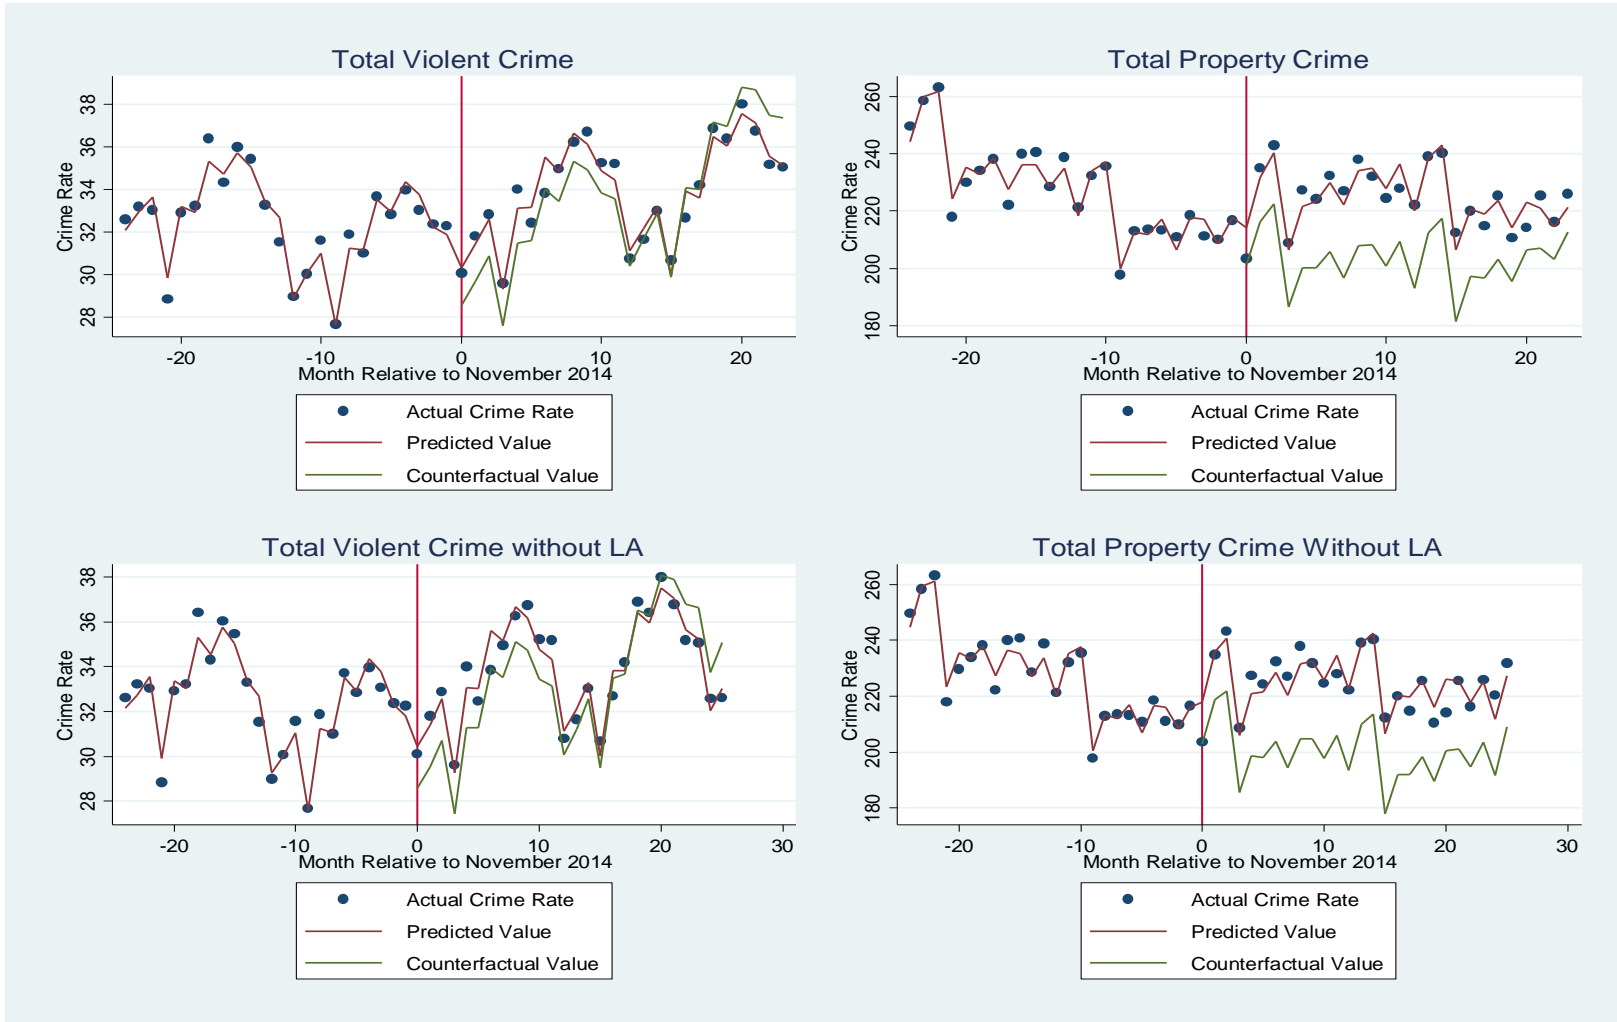 Total Violent Crime
Crime Rate
38
36
34
32
30
28
-20
-10
0
10
20
Month Relative to November 2014
Actual Crime Rate
Predicted Value
Counterfactual Value
Total Property Crime
Crime Rate
260
240
220
200
180
-20
-10
0
10
20
Month Relative to November 2014
Actual Crime Rate
Predicted Value
Counterfactual Value
Total Violent Crime without LA
Crime Rate
38
36
34
32
30
28
-20
-10
0
10
20
30
Month Relative to November 2014
Actual Crime Rate
Predicted Value
Counterfactual Value
Total Property Crime Without LA
Crime Rate
260
240
220
200
180
-20
-10
0
10
20
30
Month Relative to November 2014
Actual Crime Rate
Predicted Value
Counterfactual Value